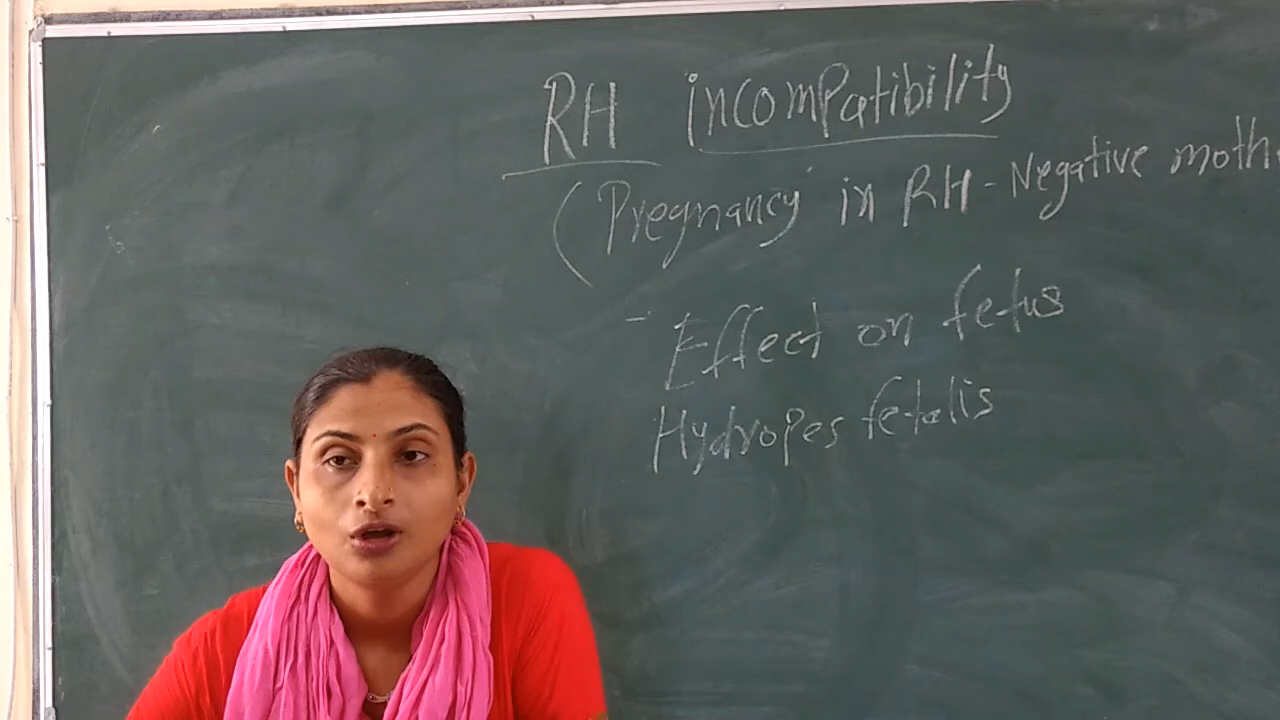 RH incompatibility
(Pregnancy in RH-Negative moth
- Effect on fetus
Hydropes fetalis